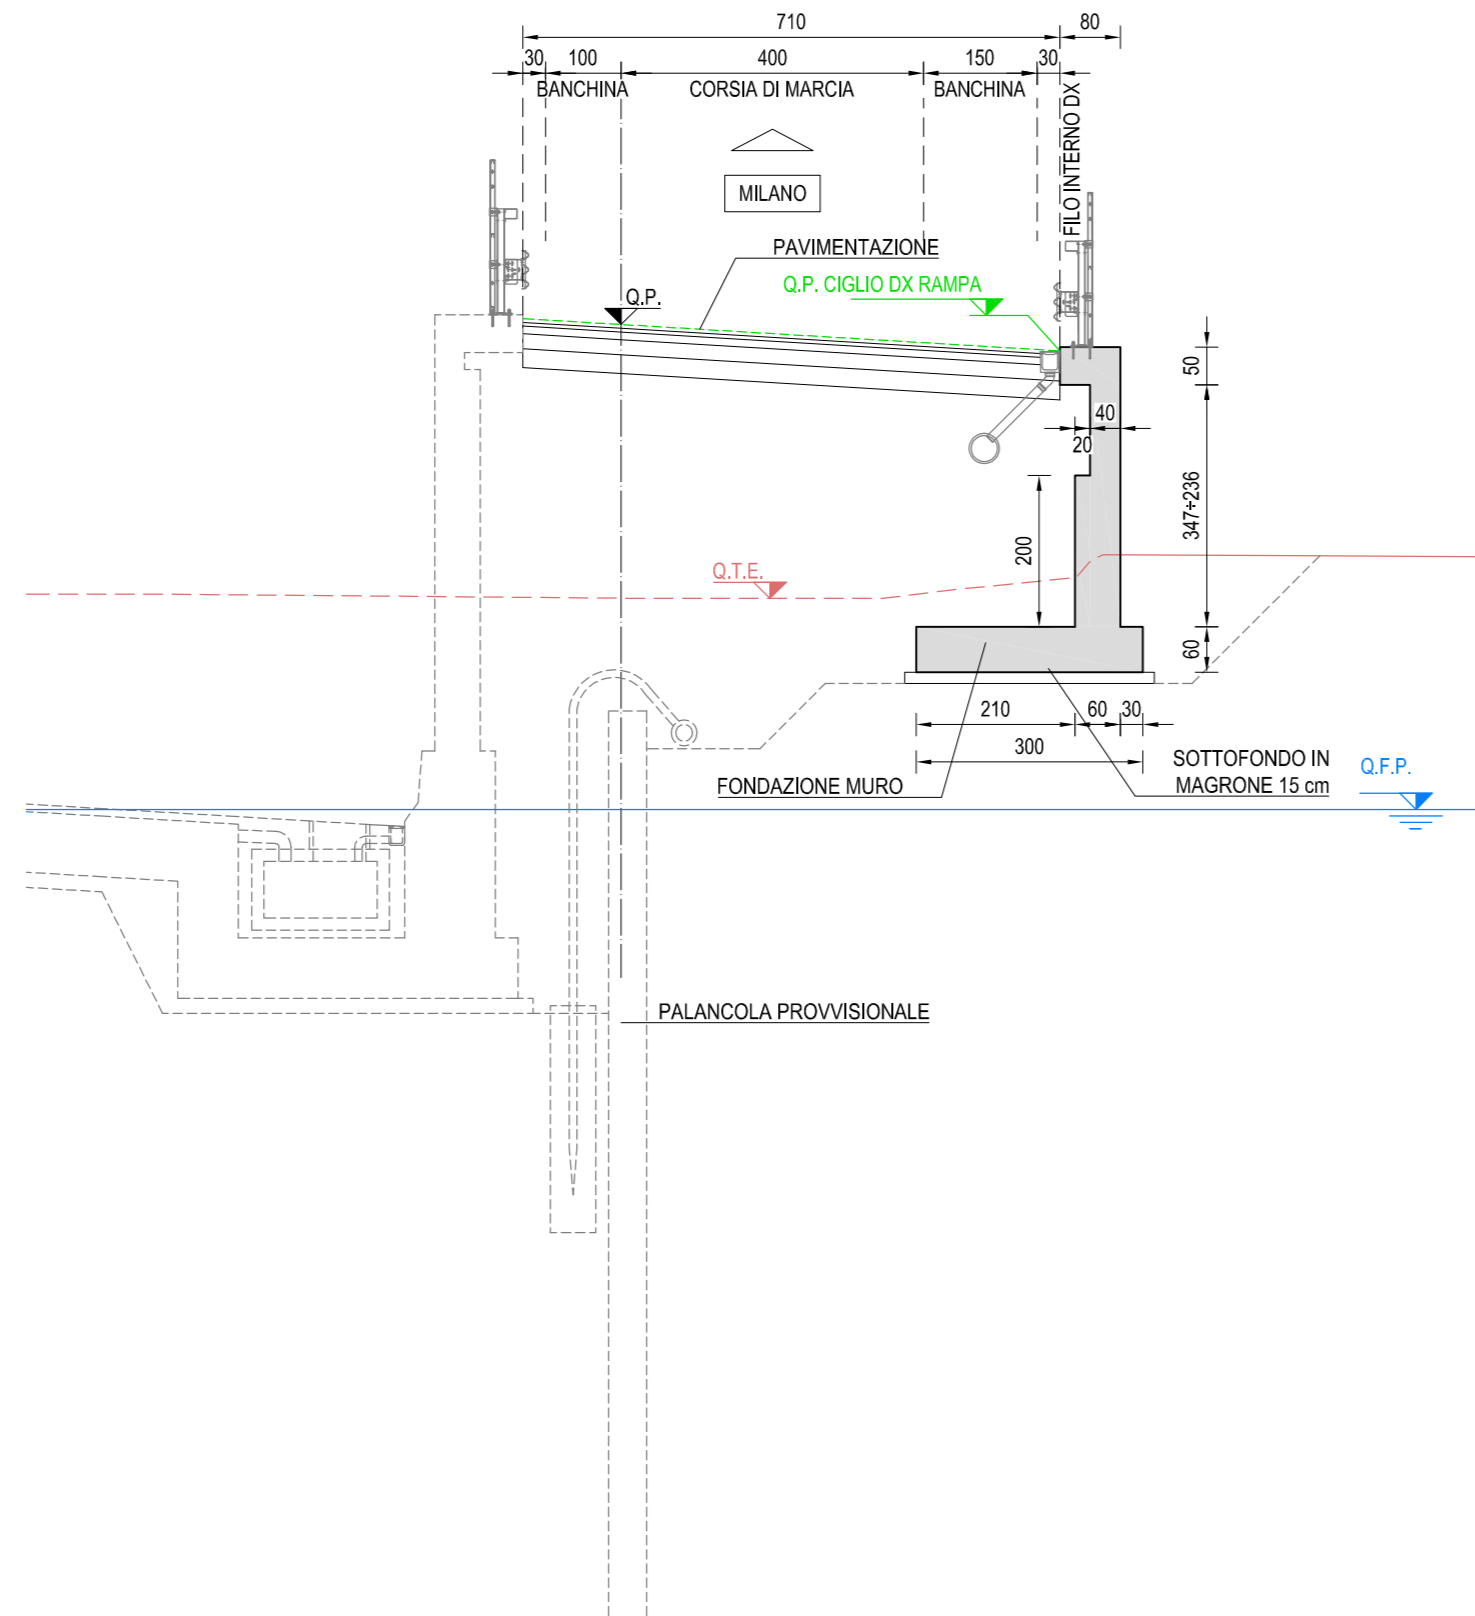 710
80
30
100
400
150
30
BANCHINA
CORSIA DI MARCIA
BANCHINA
FILO INTERNO DX
MILANO
PAVIMENTAZIONE
Q.P. CIGLIO DX RAMPA
Q.P.
50
40
20
347÷236
200
Q.T.E.
60
210
60
30
300
SOTTOFONDO IN
MAGRONE 15 cm
FONDAZIONE MURO
Q.F.P.
PALANCOLA PROVVISIONALE